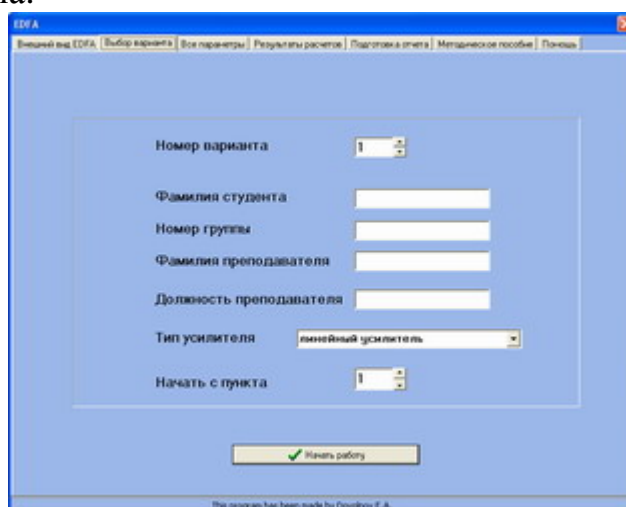 EDFA
Внешний вид EDFA Выбор варианта Все параметры Результаты расчетов Подготовка отчета Методическое пособие Помощь
Номер варианта 1
Фамилия студента
Номер группы
Фамилия преподавателя
Должность преподавателя
Тип усилителя линейный усилитель
Начать с пункта 1
Начать работу
This program has been made by